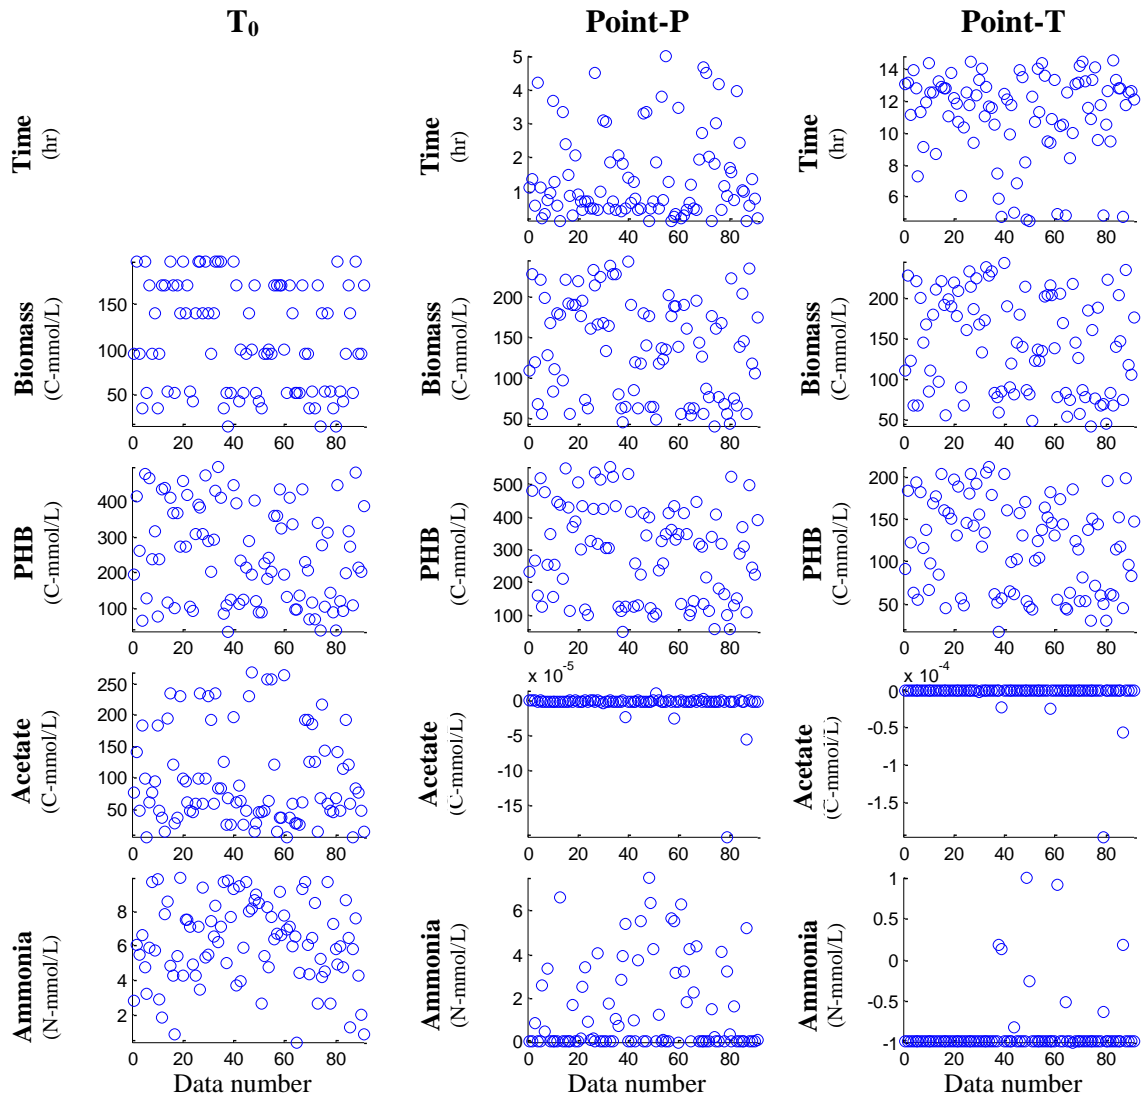 T0 Point-P Point-T
Time
(hr)
Time
(hr)
5
4
3
2
1
0 20 40 60 80
14
12
10
8
6
0 20 40 60 80
Biomass
(C-mmol/L)
150
100
50
0 20 40 60 80
Biomass
(C-mmol/L)
200
150
100
50
0 20 40 60 80
Biomass
(C-mmol/L)
200
150
100
50
0 20 40 60 80
PHB
(C-mmol/L)
400
300
200
100
0 20 40 60 80
PHB
(C-mmol/L)
500
400
300
200
100
0 20 40 60 80
PHB
(C-mmol/L)
200
150
100
50
0 20 40 60 80
Acetate
(C-mmol/L)
250
200
150
100
50
0 20 40 60 80
Acetate
(C-mmol/L)
x 10-5
0
-5
-10
-15
0 20 40 60 80
Acetate
(C-mmol/L)
x 10-4
0
-0.5
-1
-1.5
0 20 40 60 80
Ammonia
(N-mmol/L)
8
6
4
2
0 20 40 60 80
Data number
Ammonia
(N-mmol/L)
6
4
2
0
0 20 40 60 80
Data number
Ammonia
(N-mmol/L)
1
0.5
0
-0.5
-1
0 20 40 60 80
Data number